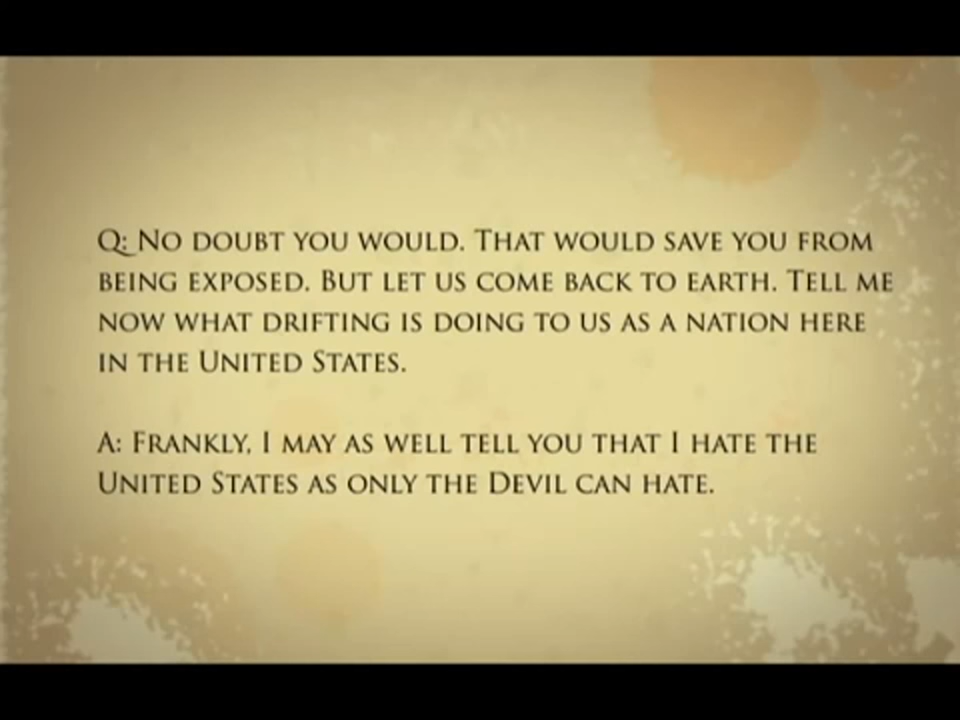 Q: No doubt you would. That would save you from
being exposed. But let us come back to earth. Tell me
now what drifting is doing to us as a nation here
in the United States.
A: Frankly, I may as well tell you that I hate the
United States as only the Devil can hate.